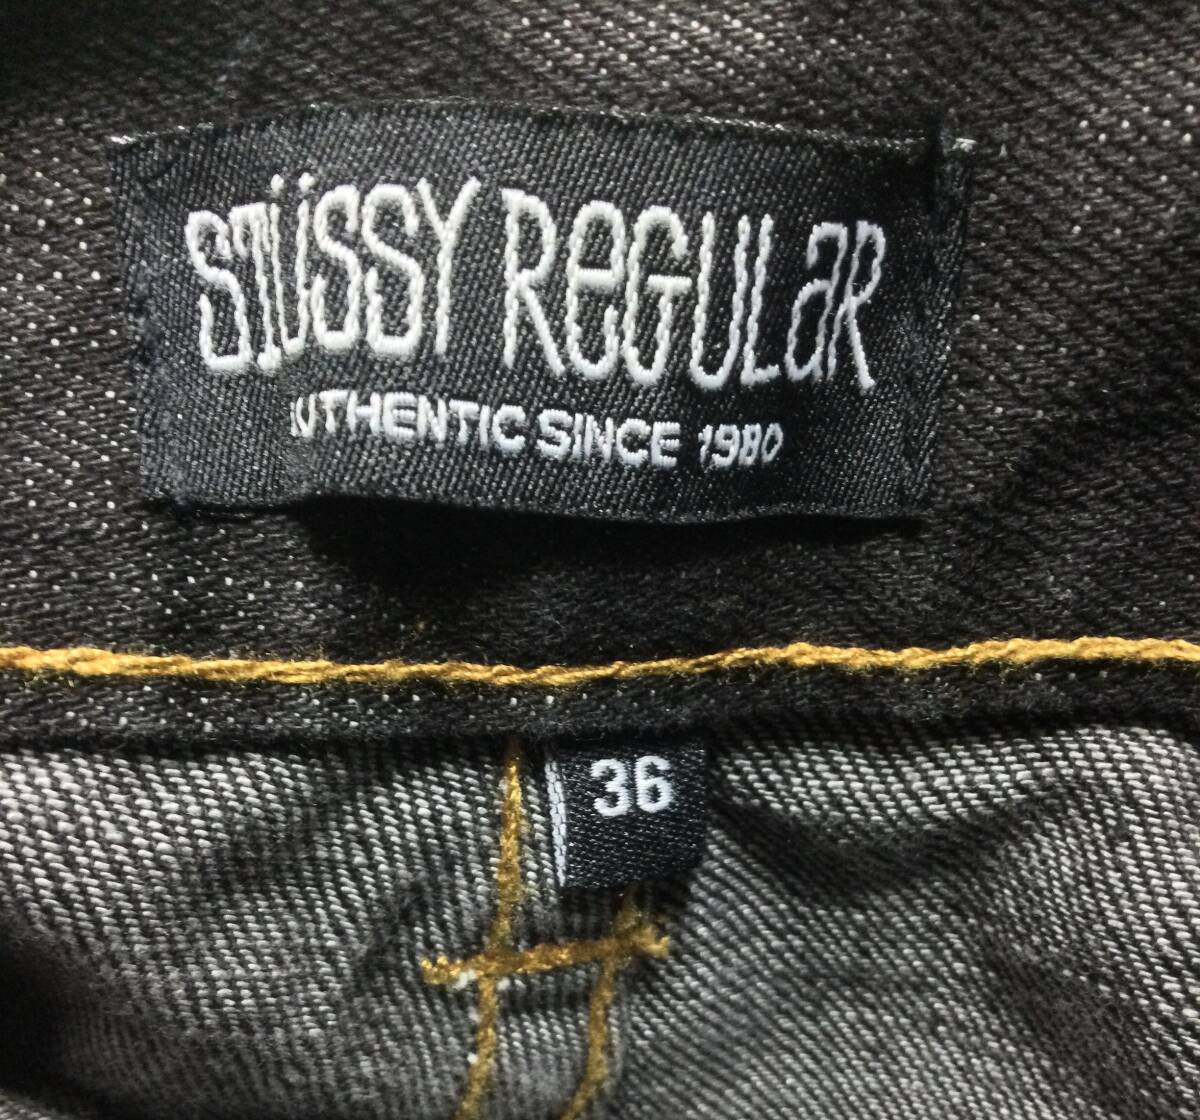 STÜSSY ReGULaR
AUTHENTIC SINCE 1980
36